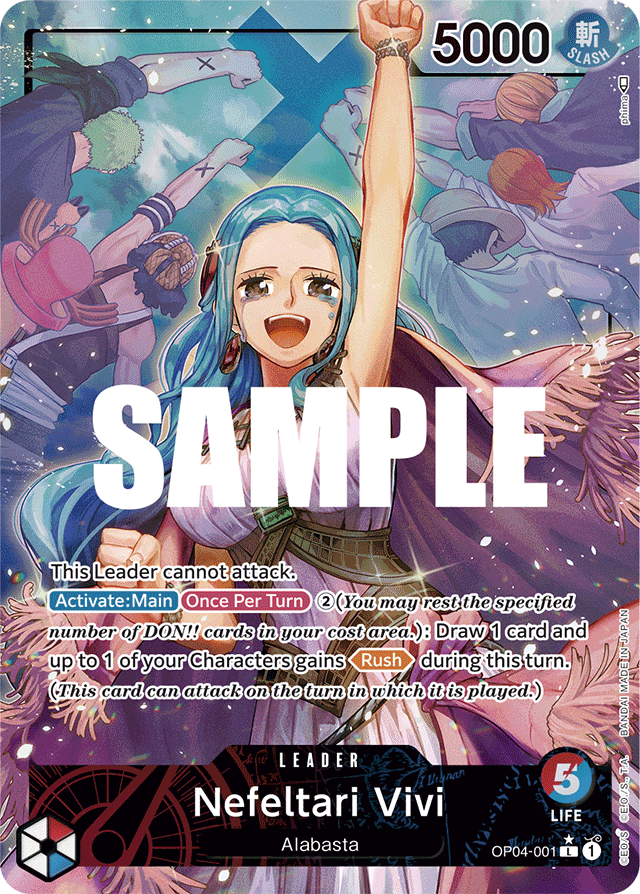 5000
斬
SLASH
phima
SAMPLE
This Leader cannot attack.
Activate:Main Once Per Turn ②(You may rest the specified
number of DON!! cards in your cost area.): Draw 1 card and
up to 1 of your Characters gains Rush during this turn.
(This card can attack on the turn in which it is played.)
LEADER
Nefeltari Vivi
Alabasta
5
LIFE
OP04-001 L 1
©E.O./S ©E.O./S.,T.A. BANDAI MADE IN JAPAN